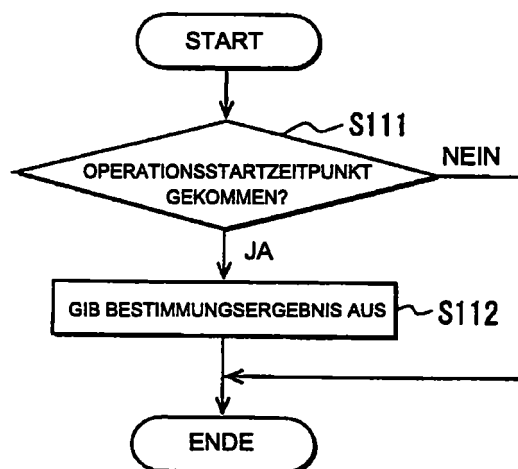 START
S111
OPERATIONSSTARTZEITPUNKT
GEKOMMEN?
NEIN
JA
GIB BESTIMMUNGSERGEBNIS AUS
S112
ENDE